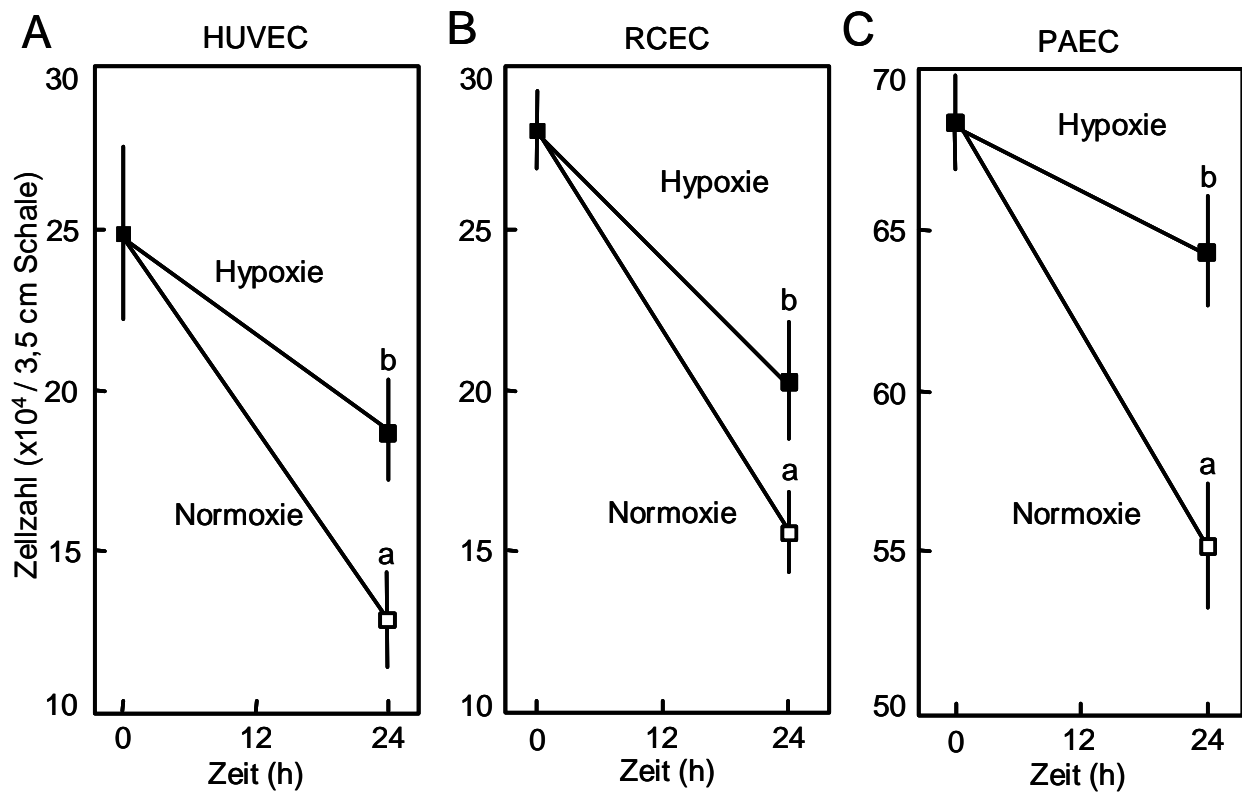 A
HUVEC
Zellzahl (x10⁴ / 3,5 cm Schale)
30
25
20
15
10
Hypoxie
b
Normoxie
a
0 12 24
Zeit (h)
B
RCEC
30
25
20
15
10
Hypoxie
b
a
Normoxie
0 12 24
Zeit (h)
C
PAEC
70
65
60
55
50
Hypoxie
b
a
Normoxie
0 12 24
Zeit (h)